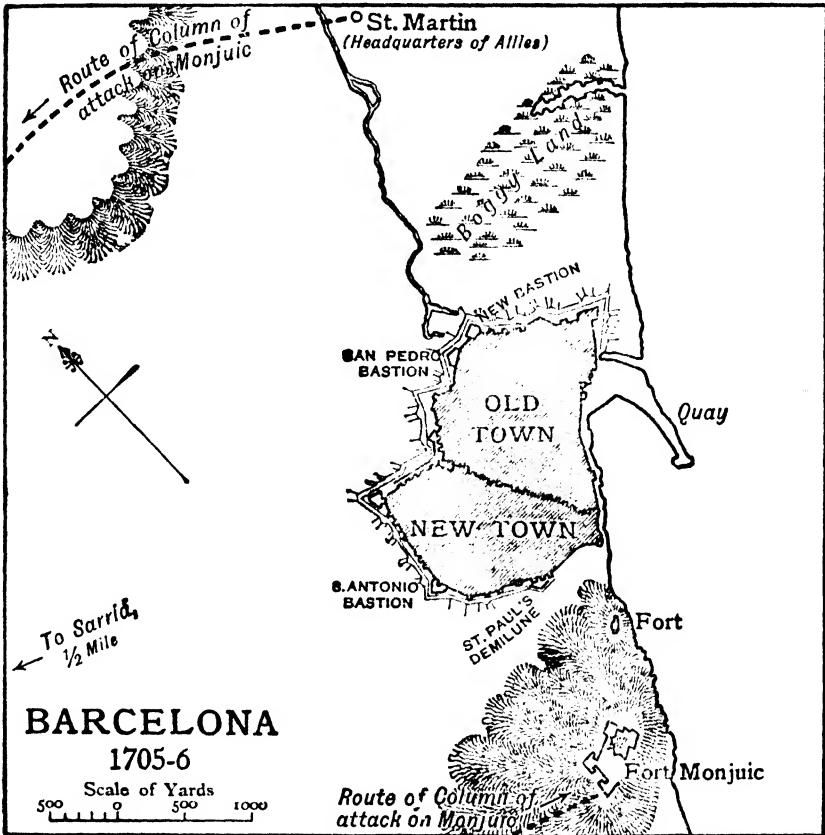 St. Martin
(Headquarters of Allies)
Route of Column of
attack on Monjuic
Boggy Land
NEW BASTION
N
SAN PEDRO
BASTION
OLD
TOWN
Quay
NEW TOWN
S. ANTONIO
BASTION
ST. PAUL'S
DEMILUNE
Fort
To Sarria,
1/2 Mile
BARCELONA
1705-6
Scale of Yards
500 0 500 1000
Fort Monjuic
Route of Column of
attack on Monjuic